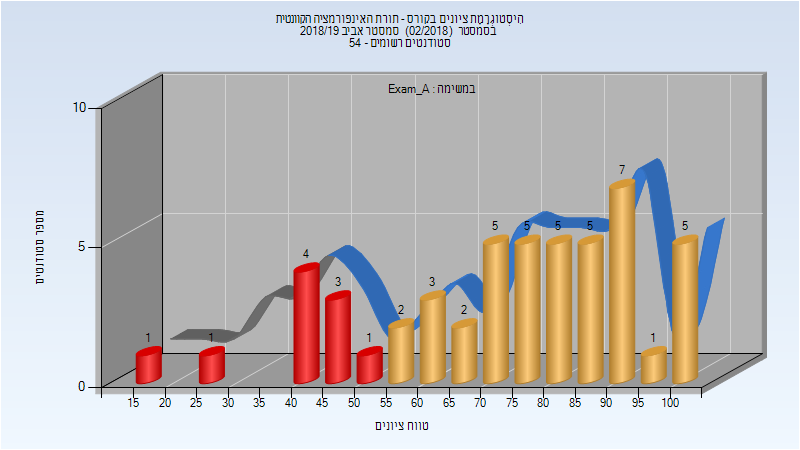 הִיסְטוֹגְרָמַת ציונים בקורס - תורת האינפורמציה הקוונטית
בסמסטר (02/2018) סמסטר אביב 2018/19
סטודנטים רשומים - 54
במשימה : Exam_A
מספר סטודנטים
10
5
0
1
1
4
3
1
2
3
2
5
5
5
5
7
1
5
15 20 25 30 35 40 45 50 55 60 65 70 75 80 85 90 95 100
טווח ציונים